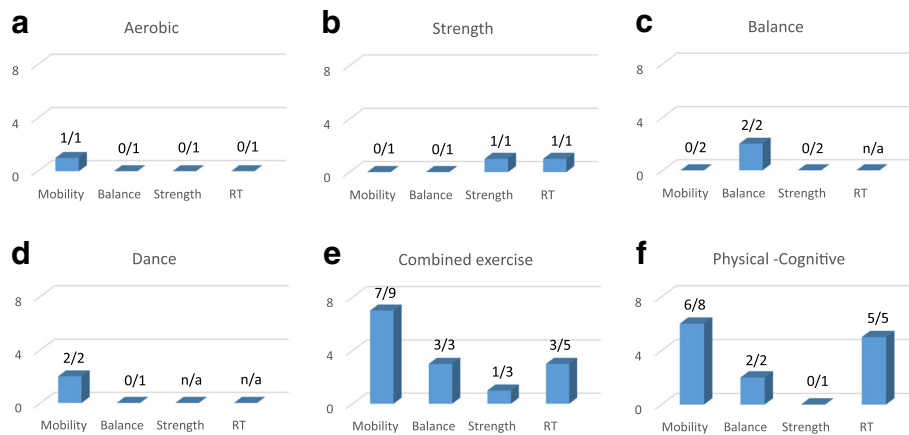 a Aerobic
8
4
0
1/1 0/1 0/1 0/1
Mobility Balance Strength RT
b Strength
8
4
0
0/1 0/1 1/1 1/1
Mobility Balance Strength RT
c Balance
8
4
0
0/2 2/2 0/2 n/a
Mobility Balance Strength RT
d Dance
8
4
0
2/2 0/1 n/a n/a
Mobility Balance Strength RT
e Combined exercise
8
4
0
7/9 3/3 1/3 3/5
Mobility Balance Strength RT
f Physical -Cognitive
8
4
0
6/8 2/2 0/1 5/5
Mobility Balance Strength RT